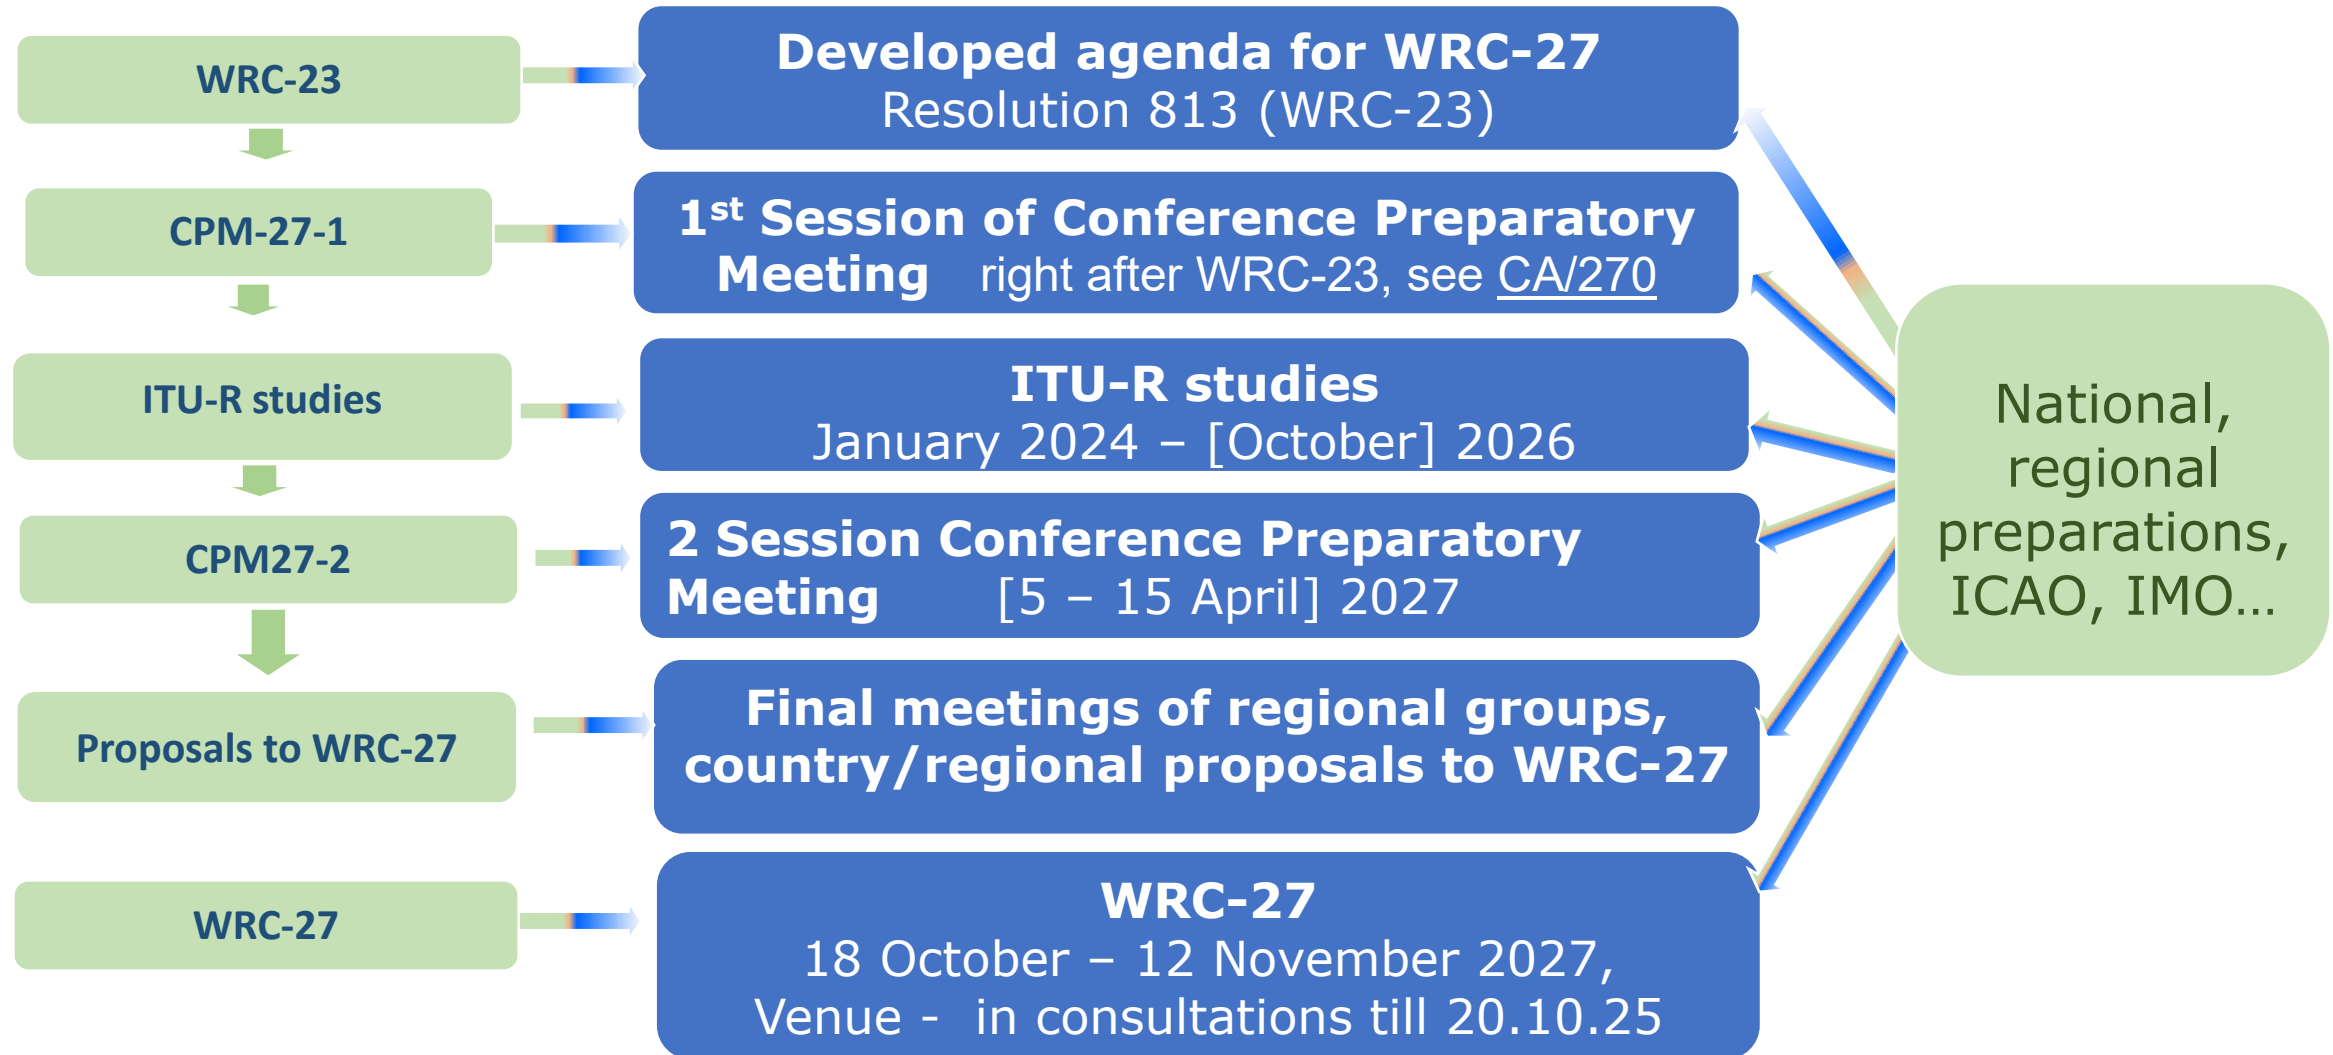 WRC-23
Developed agenda for WRC-27
Resolution 813 (WRC-23)
CPM-27-1
1st Session of Conference Preparatory
Meeting right after WRC-23, see CA/270
ITU-R studies
ITU-R studies
January 2024 – [October] 2026
CPM27-2
2 Session Conference Preparatory
Meeting [5 – 15 April] 2027
Proposals to WRC-27
Final meetings of regional groups,
country/regional proposals to WRC-27
WRC-27
WRC-27
18 October – 12 November 2027,
Venue - in consultations till 20.10.25
National,
regional
preparations,
ICAO, IMO…